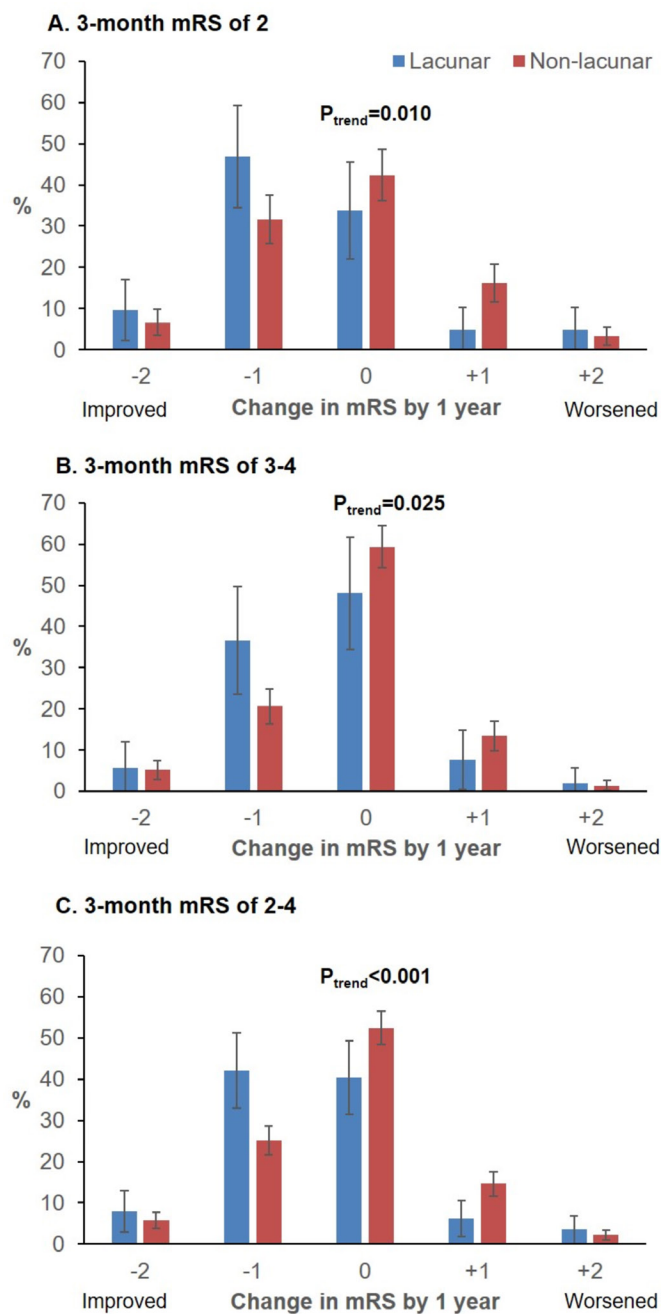 A. 3-month mRS of 2
70
Lacunar Non-lacunar
60
P trend=0.010
50
40
%
30
20
10
0
-2 -1 0 +1 +2
Improved Change in mRS by 1 year Worsened
B. 3-month mRS of 3-4
70
P trend=0.025
60
50
40
%
30
20
10
0
-2 -1 0 +1 +2
Improved Change in mRS by 1 year Worsened
C. 3-month mRS of 2-4
70
P trend<0.001
60
50
40
%
30
20
10
0
-2 -1 0 +1 +2
Improved Change in mRS by 1 year Worsened